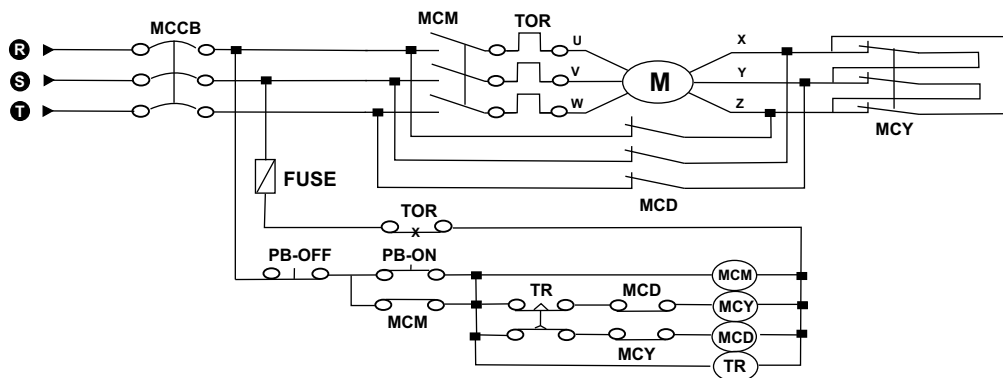 MCCB
MCM
TOR
R
S
T
U
V
W
M
X
Y
Z
MCY
MCD
FUSE
TOR
X
PB-OFF
PB-ON
MCM
MCM
TR
MCD
MCY
MCY
MCD
TR